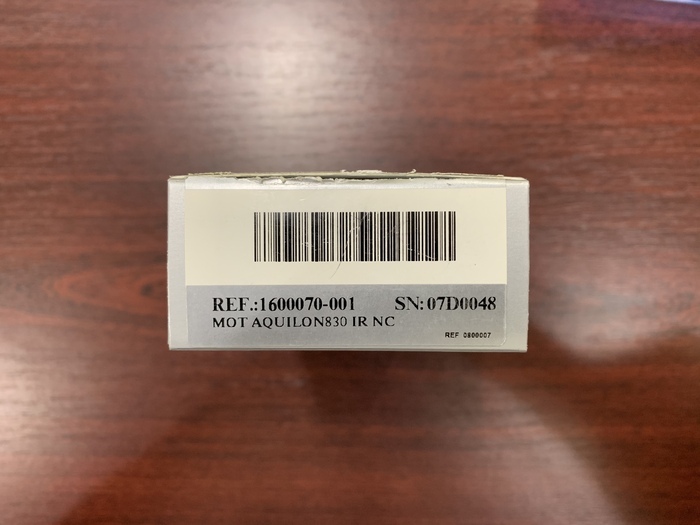 REF.:1600070-001 SN:07D0048
MOT AQUILON830 IR NC
REF 0800007